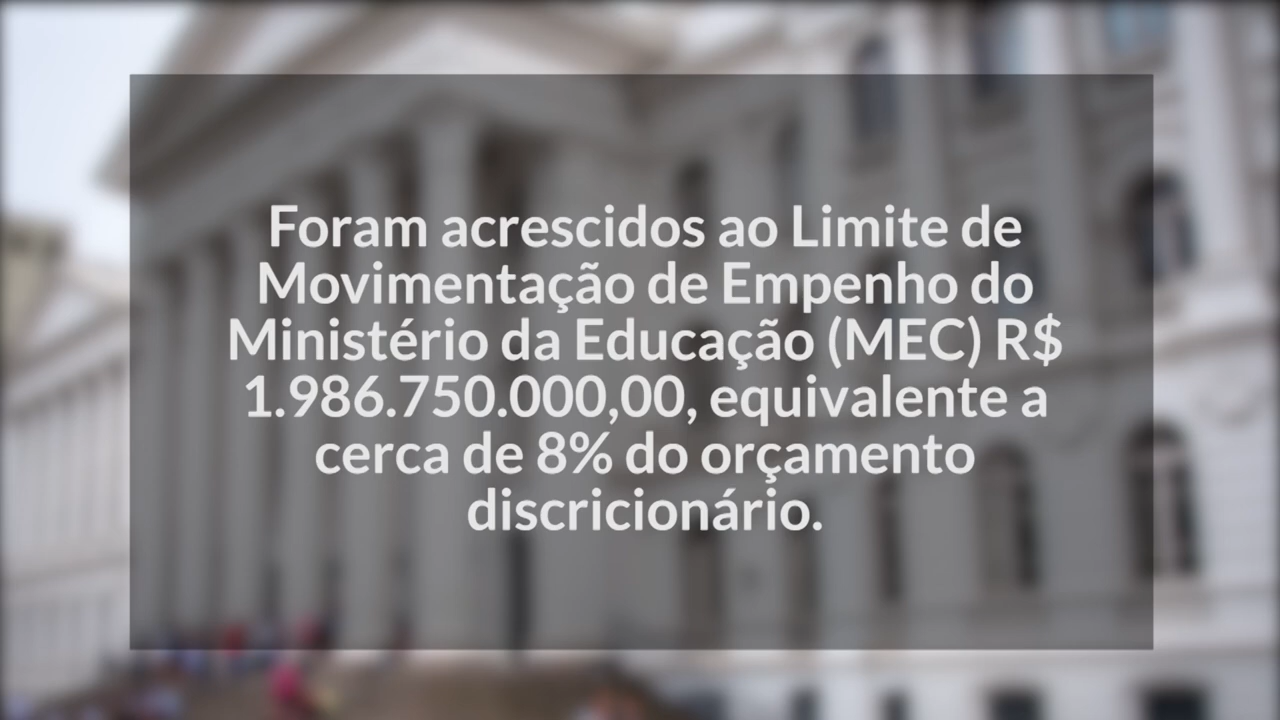 Foram acrescidos ao Limite de
Movimentação de Empenho do
Ministério da Educação (MEC) R$
1.986.750.000,00, equivalente a
cerca de 8% do orçamento
discricionário.